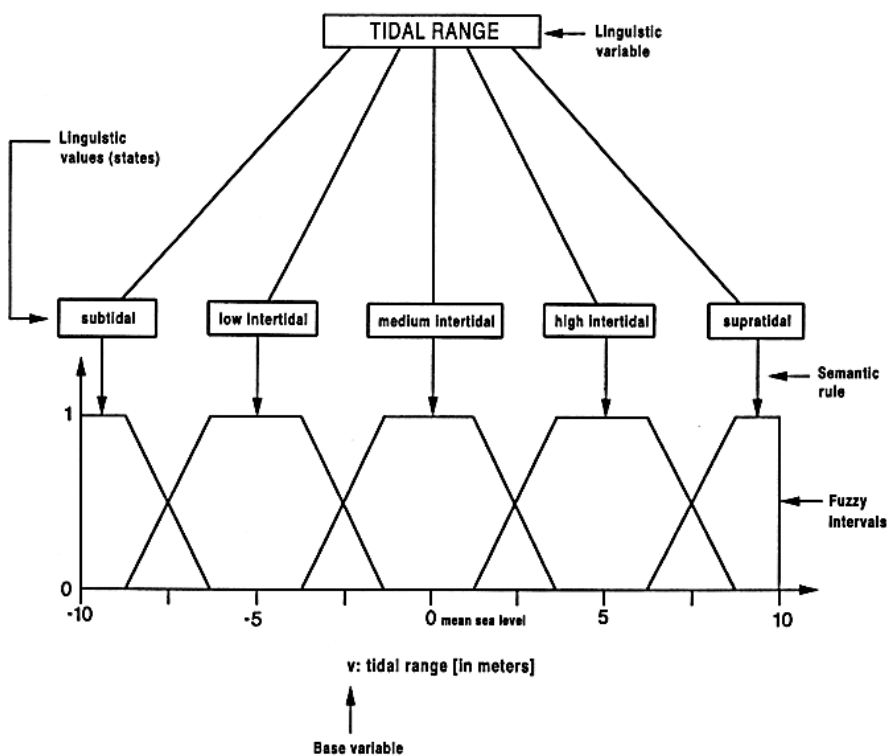 TIDAL RANGE
Linguistic
variable
Linguistic
values (states)
subtidal
low intertidal
medium intertidal
high intertidal
supratidal
Semantic
rule
1
Fuzzy
intervals
0
-10
-5
0 mean sea level
5
10
v: tidal range [in meters]
Base variable